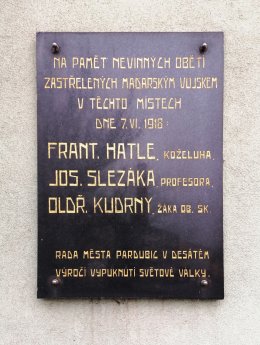 NA PAMĚT NEVINNÝCH OBĚTÍ
ZASTŘELENÝCH MAĎARSKÝM VOJSKEM
V TĚCHTO MÍSTECH
DNE 7. VI. 1918:
FRANT. HATLE, KOŽELUHA,
JOS. SLEZÁKA PROFESORA,
OLDŘ. KUDRNY, ŽÁKA OB. ŠK.
RADA MĚSTA PARDUBIC V DESÁTÉM
VÝROČÍ VYPUKNUTÍ SVĚTOVÉ VÁLKY.